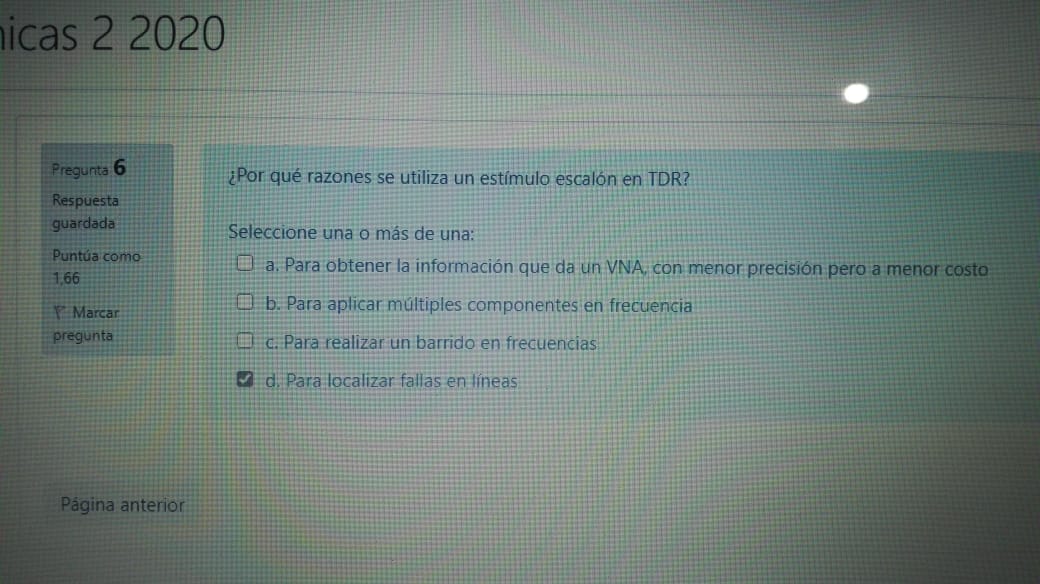 icas 2 2020
Pregunta 6
Respuesta
guardada
Puntúa como
1,66
Marcar
pregunta
¿Por qué razones se utiliza un estímulo escalón en TDR?
Seleccione una o más de una:
a. Para obtener la información que da un VNA, con menor precisión pero a menor costo
b. Para aplicar múltiples componentes en frecuencia
c. Para realizar un barrido en frecuencias
d. Para localizar fallas en líneas
Página anterior